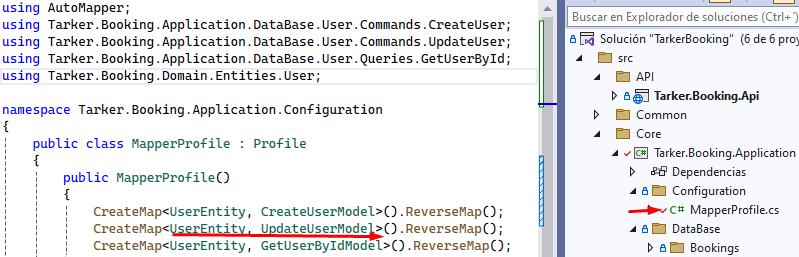 using AutoMapper;
using Tarker.Booking.Application.DataBase.User.Commands.CreateUser;
using Tarker.Booking.Application.DataBase.User.Commands.UpdateUser;
using Tarker.Booking.Application.DataBase.User.Queries.GetUserById;
using Tarker.Booking.Domain.Entities.User;
namespace Tarker.Booking.Application.Configuration
{
public class MapperProfile : Profile
{
public MapperProfile()
{
CreateMap<UserEntity, CreateUserModel>().ReverseMap();
CreateMap<UserEntity, UpdateUserModel>().ReverseMap();
CreateMap<UserEntity, GetUserByIdModel>().ReverseMap();
Buscar en Explorador de soluciones (Ctrl+´)
Solución "TarkerBooking" (6 de 6 proy
src
API
Tarker.Booking.Api
Common
Core
C# Tarker.Booking.Application
Dependencias
Configuration
C# MapperProfile.cs
DataBase
Bookings